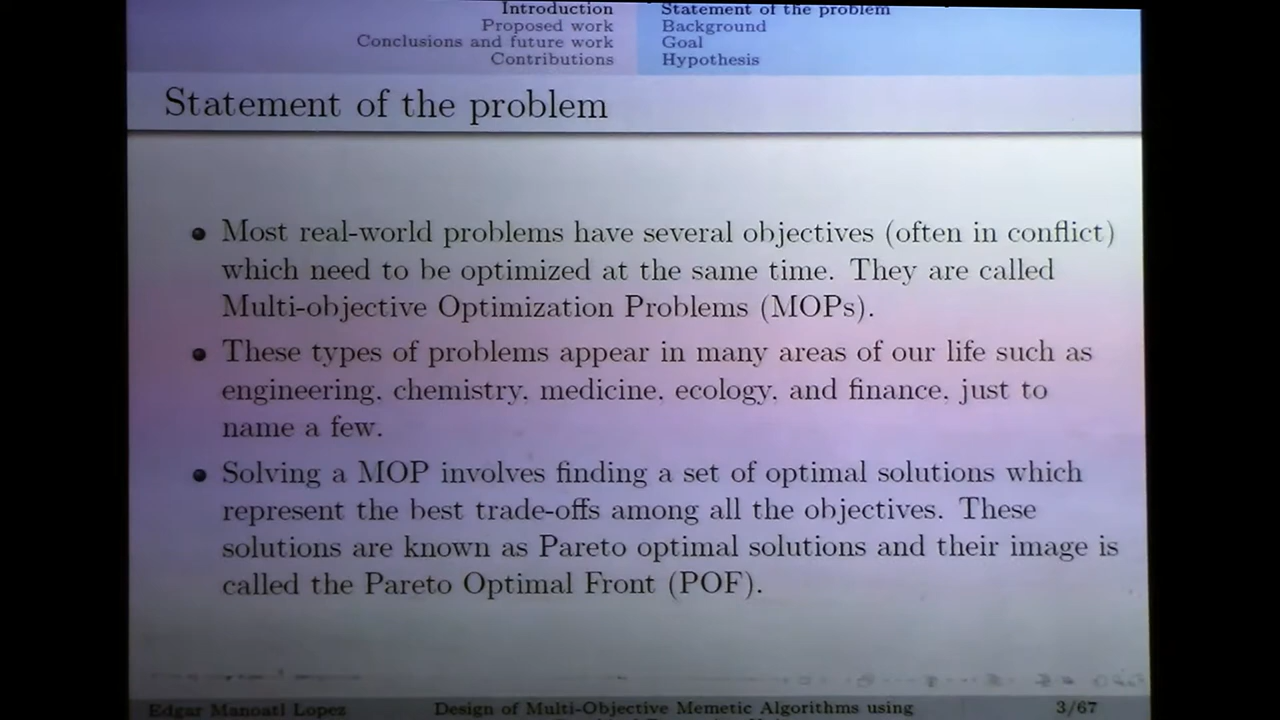 Introduction
Proposed work
Conclusions and future work
Contributions
Statement of the problem
Background
Goal
Hypothesis
Statement of the problem
Most real-world problems have several objectives (often in conflict)
which need to be optimized at the same time. They are called
Multi-objective Optimization Problems (MOPs).
These types of problems appear in many areas of our life such as
engineering, chemistry, medicine, ecology, and finance, just to
name a few.
Solving a MOP involves finding a set of optimal solutions which
represent the best trade-offs among all the objectives. These
solutions are known as Pareto optimal solutions and their image is
called the Pareto Optimal Front (POF).
Edgar Manoatl Lopez
Design of Multi-Objective Memetic Algorithms using
3/67